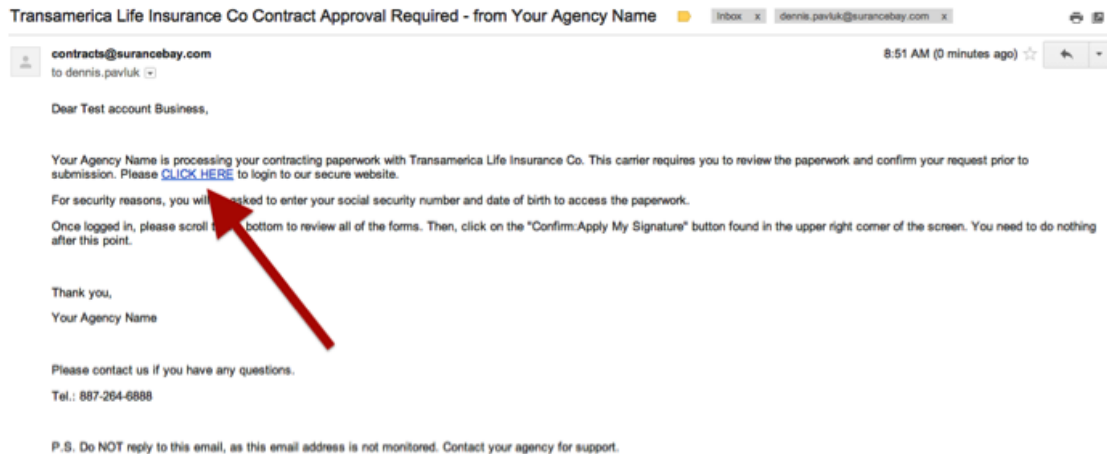 Transamerica Life Insurance Co Contract Approval Required - from Your Agency Name Inbox x dennis.pavluk@surancebay.com x
contracts@surancebay.com 8:51 AM (0 minutes ago)
to dennis.pavluk
Dear Test account Business,
Your Agency Name is processing your contracting paperwork with Transamerica Life Insurance Co. This carrier requires you to review the paperwork and confirm your request prior to
submission. Please CLICK HERE to login to our secure website.
For security reasons, you will asked to enter your social security number and date of birth to access the paperwork.
Once logged in, please scroll bottom to review all of the forms. Then, click on the "Confirm:Apply My Signature" button found in the upper right corner of the screen. You need to do nothing
after this point.
Thank you,
Your Agency Name
Please contact us if you have any questions.
Tel.: 887-264-6888
P.S. Do NOT reply to this email, as this email address is not monitored. Contact your agency for support.